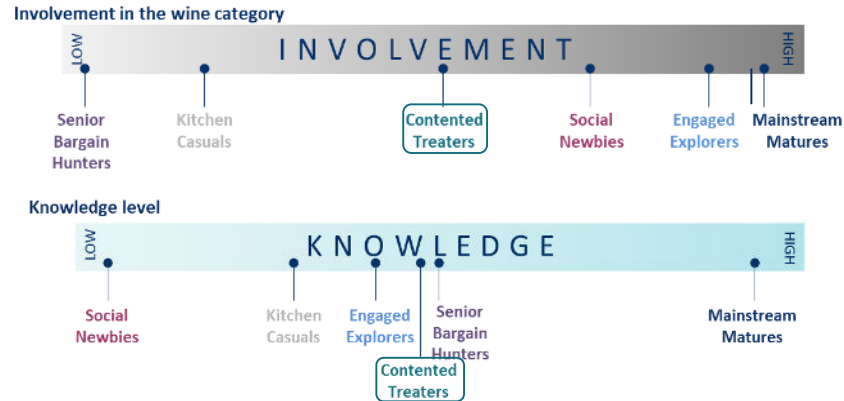 Involvement in the wine category
LOW
INVOLVEMENT
HIGH
Senior
Bargain
Hunters
Kitchen
Casuals
Contented
Treaters
Social
Newbies
Engaged
Explorers
Mainstream
Matures
Knowledge level
LOW
KNOWLEDGE
HIGH
Social
Newbies
Kitchen
Casuals
Engaged
Explorers
Contented
Treaters
Senior
Bargain
Hunters
Mainstream
Matures